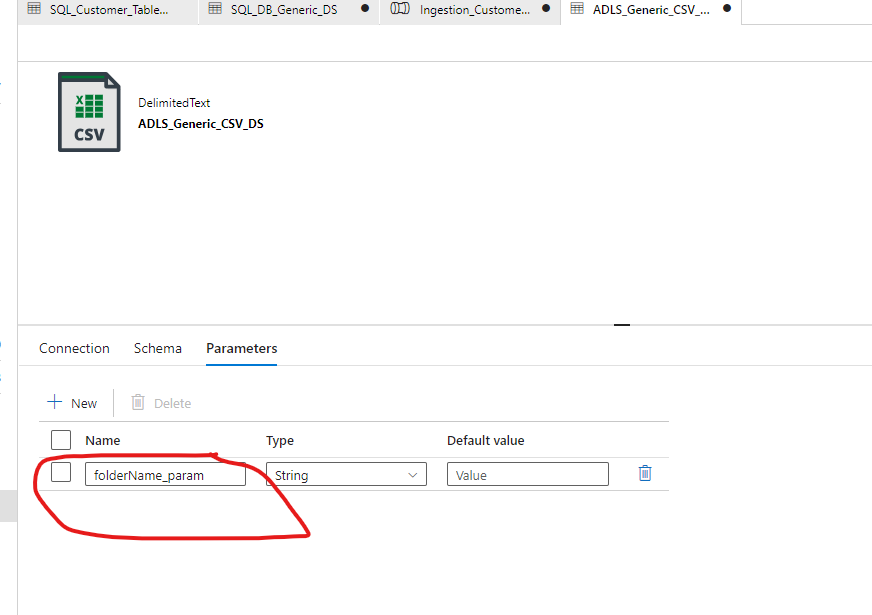 SQL_Customer_Table...
SQL_DB_Generic_DS
Ingestion_Custome...
ADLS_Generic_CSV_...
CSV
DelimitedText
ADLS_Generic_CSV_DS
Connection
Schema
Parameters
New
Delete
Name
Type
Default value
folderName_param
String
Value